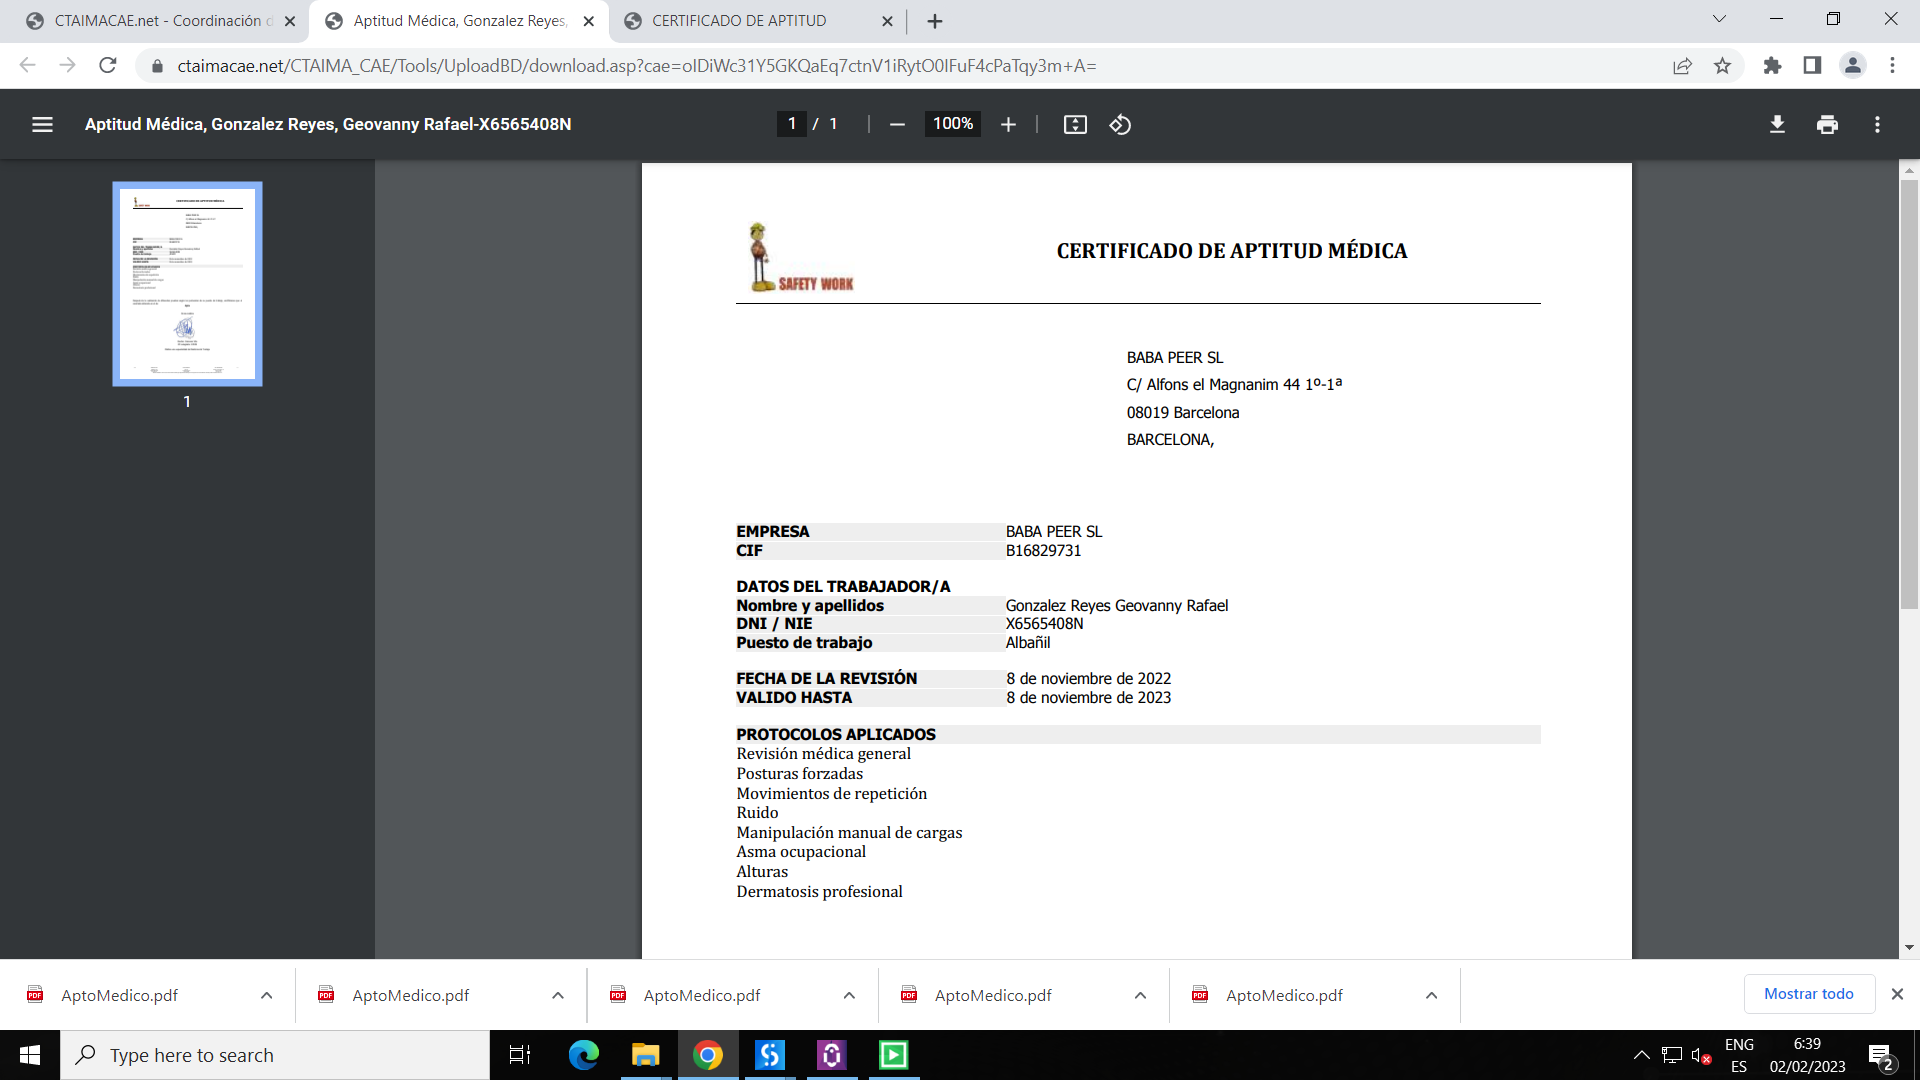 CTAIMACAE.net - Coordinación d
Aptitud Médica, Gonzalez Reyes,
CERTIFICADO DE APTITUD
ctaimacae.net/CTAIMA_CAE/Tools/UploadBD/download.asp?cae=oIDiWc31Y5GKQaEq7ctnV1iRytO0IFuF4cPaTqy3m+A=
Aptitud Médica, Gonzalez Reyes, Geovanny Rafael-X6565408N
1 / 1
100%
1
SAFETY WORK
CERTIFICADO DE APTITUD MÉDICA
BABA PEER SL
C/ Alfons el Magnanim 44 1º-1ª
08019 Barcelona
BARCELONA,
EMPRESA BABA PEER SL
CIF B16829731
DATOS DEL TRABAJADOR/A
Nombre y apellidos Gonzalez Reyes Geovanny Rafael
DNI / NIE X6565408N
Puesto de trabajo Albañil
FECHA DE LA REVISIÓN 8 de noviembre de 2022
VALIDO HASTA 8 de noviembre de 2023
PROTOCOLOS APLICADOS
Revisión médica general
Posturas forzadas
Movimientos de repetición
Ruido
Manipulación manual de cargas
Asma ocupacional
Alturas
Dermatosis profesional
AptoMedico.pdf
AptoMedico.pdf
AptoMedico.pdf
AptoMedico.pdf
AptoMedico.pdf
Mostrar todo
Type here to search
ENG
ES
6:39
02/02/2023
2